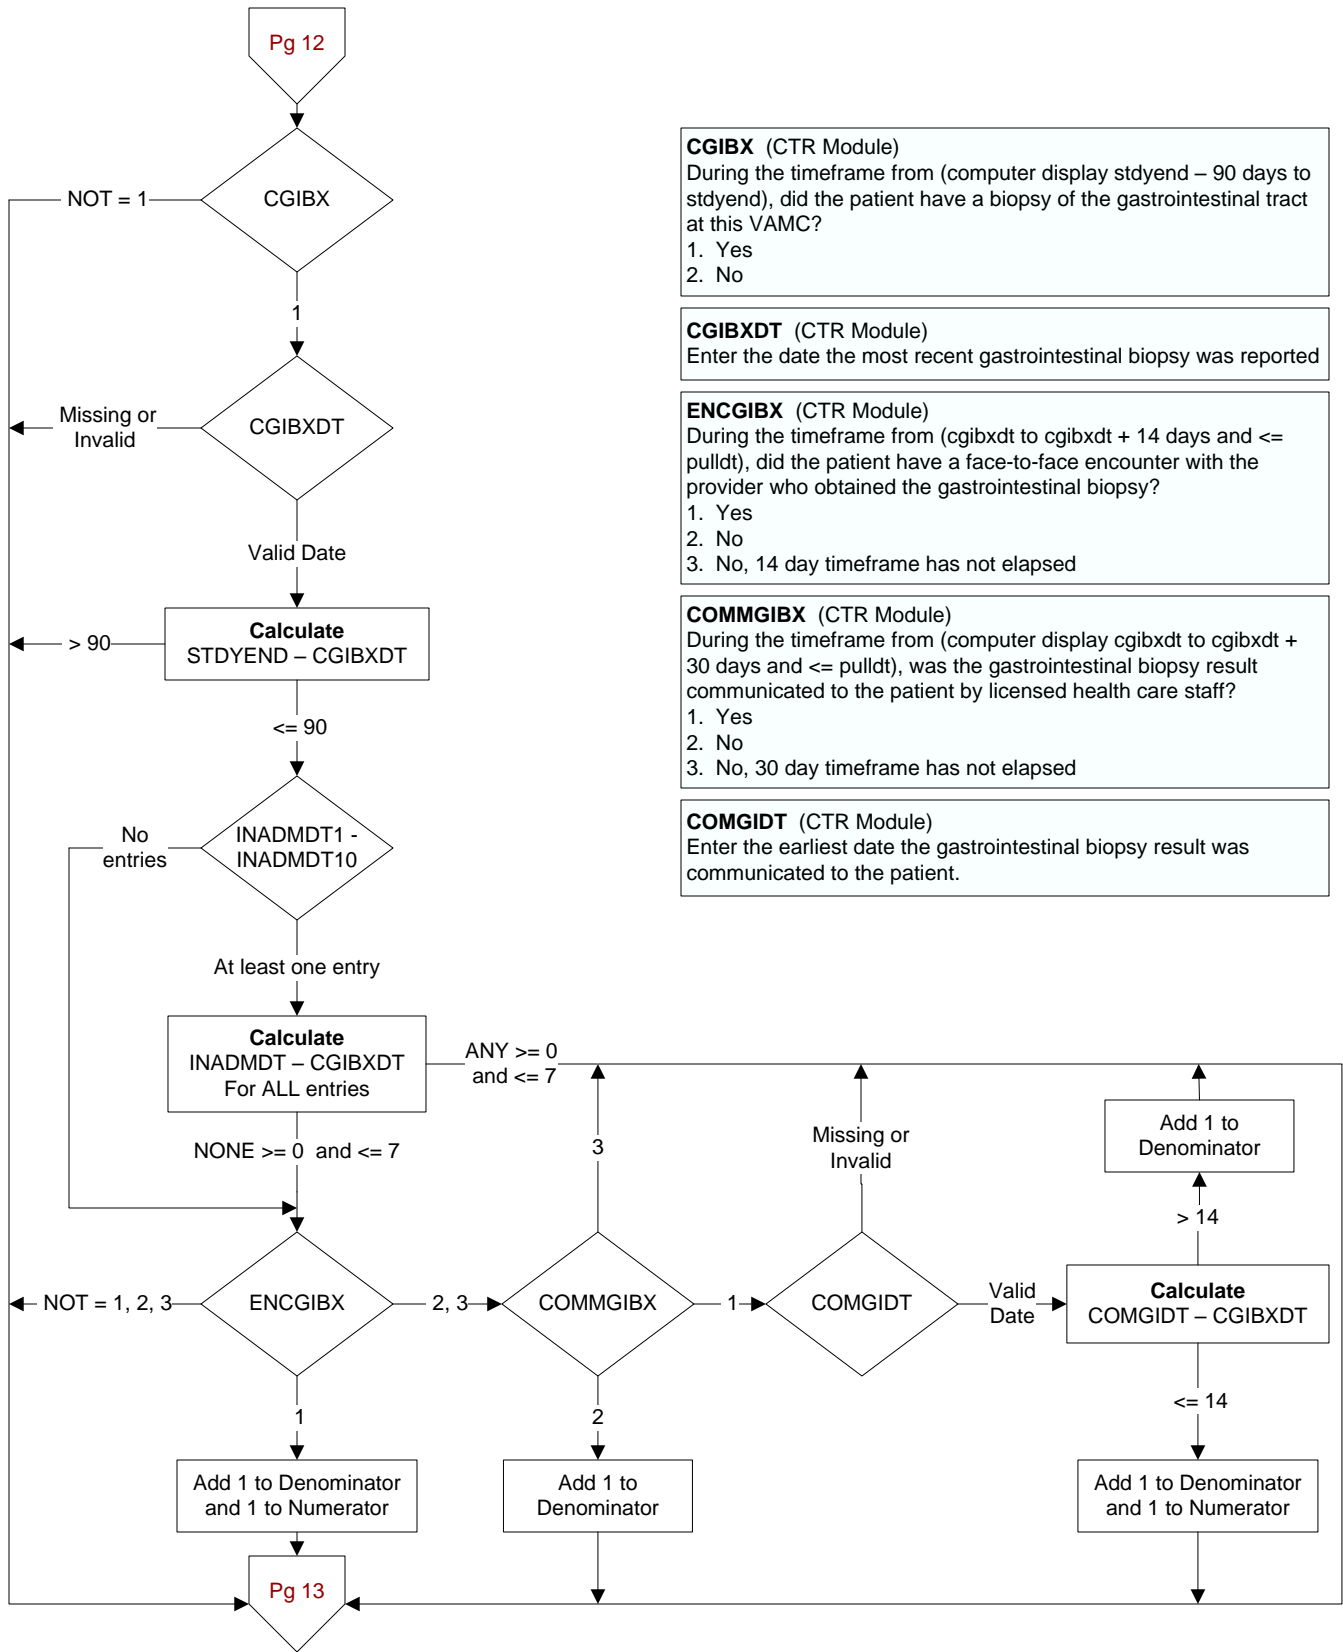 Pg 12
CGIBX
NOT = 1
1
CGIBXDT
Missing or
Invalid
Valid Date
Calculate
STDYEND – CGIBXDT
> 90
<= 90
INADMDT1 -
INADMDT10
No
entries
At least one entry
Calculate
INADMDT – CGIBXDT
For ALL entries
ANY >= 0
and <= 7
NONE >= 0 and <= 7
ENCGIBX
NOT = 1, 2, 3
2, 3
1
Add 1 to Denominator
and 1 to Numerator
COMMGIBX
3
1
2
Add 1 to
Denominator
COMGIDT
Missing or
Invalid
Valid
Date
Calculate
COMGIDT – CGIBXDT
> 14
Add 1 to
Denominator
<= 14
Add 1 to Denominator
and 1 to Numerator
Pg 13
CGIBX (CTR Module)
During the timeframe from (computer display stdyend – 90 days to
stdyend), did the patient have a biopsy of the gastrointestinal tract
at this VAMC?
1. Yes
2. No
CGIBXDT (CTR Module)
Enter the date the most recent gastrointestinal biopsy was reported
ENCGIBX (CTR Module)
During the timeframe from (cgibxdt to cgibxdt + 14 days and <=
pulldt), did the patient have a face-to-face encounter with the
provider who obtained the gastrointestinal biopsy?
1. Yes
2. No
3. No, 14 day timeframe has not elapsed
COMMGIBX (CTR Module)
During the timeframe from (computer display cgibxdt to cgibxdt +
30 days and <= pulldt), was the gastrointestinal biopsy result
communicated to the patient by licensed health care staff?
1. Yes
2. No
3. No, 30 day timeframe has not elapsed
COMGIDT (CTR Module)
Enter the earliest date the gastrointestinal biopsy result was
communicated to the patient.